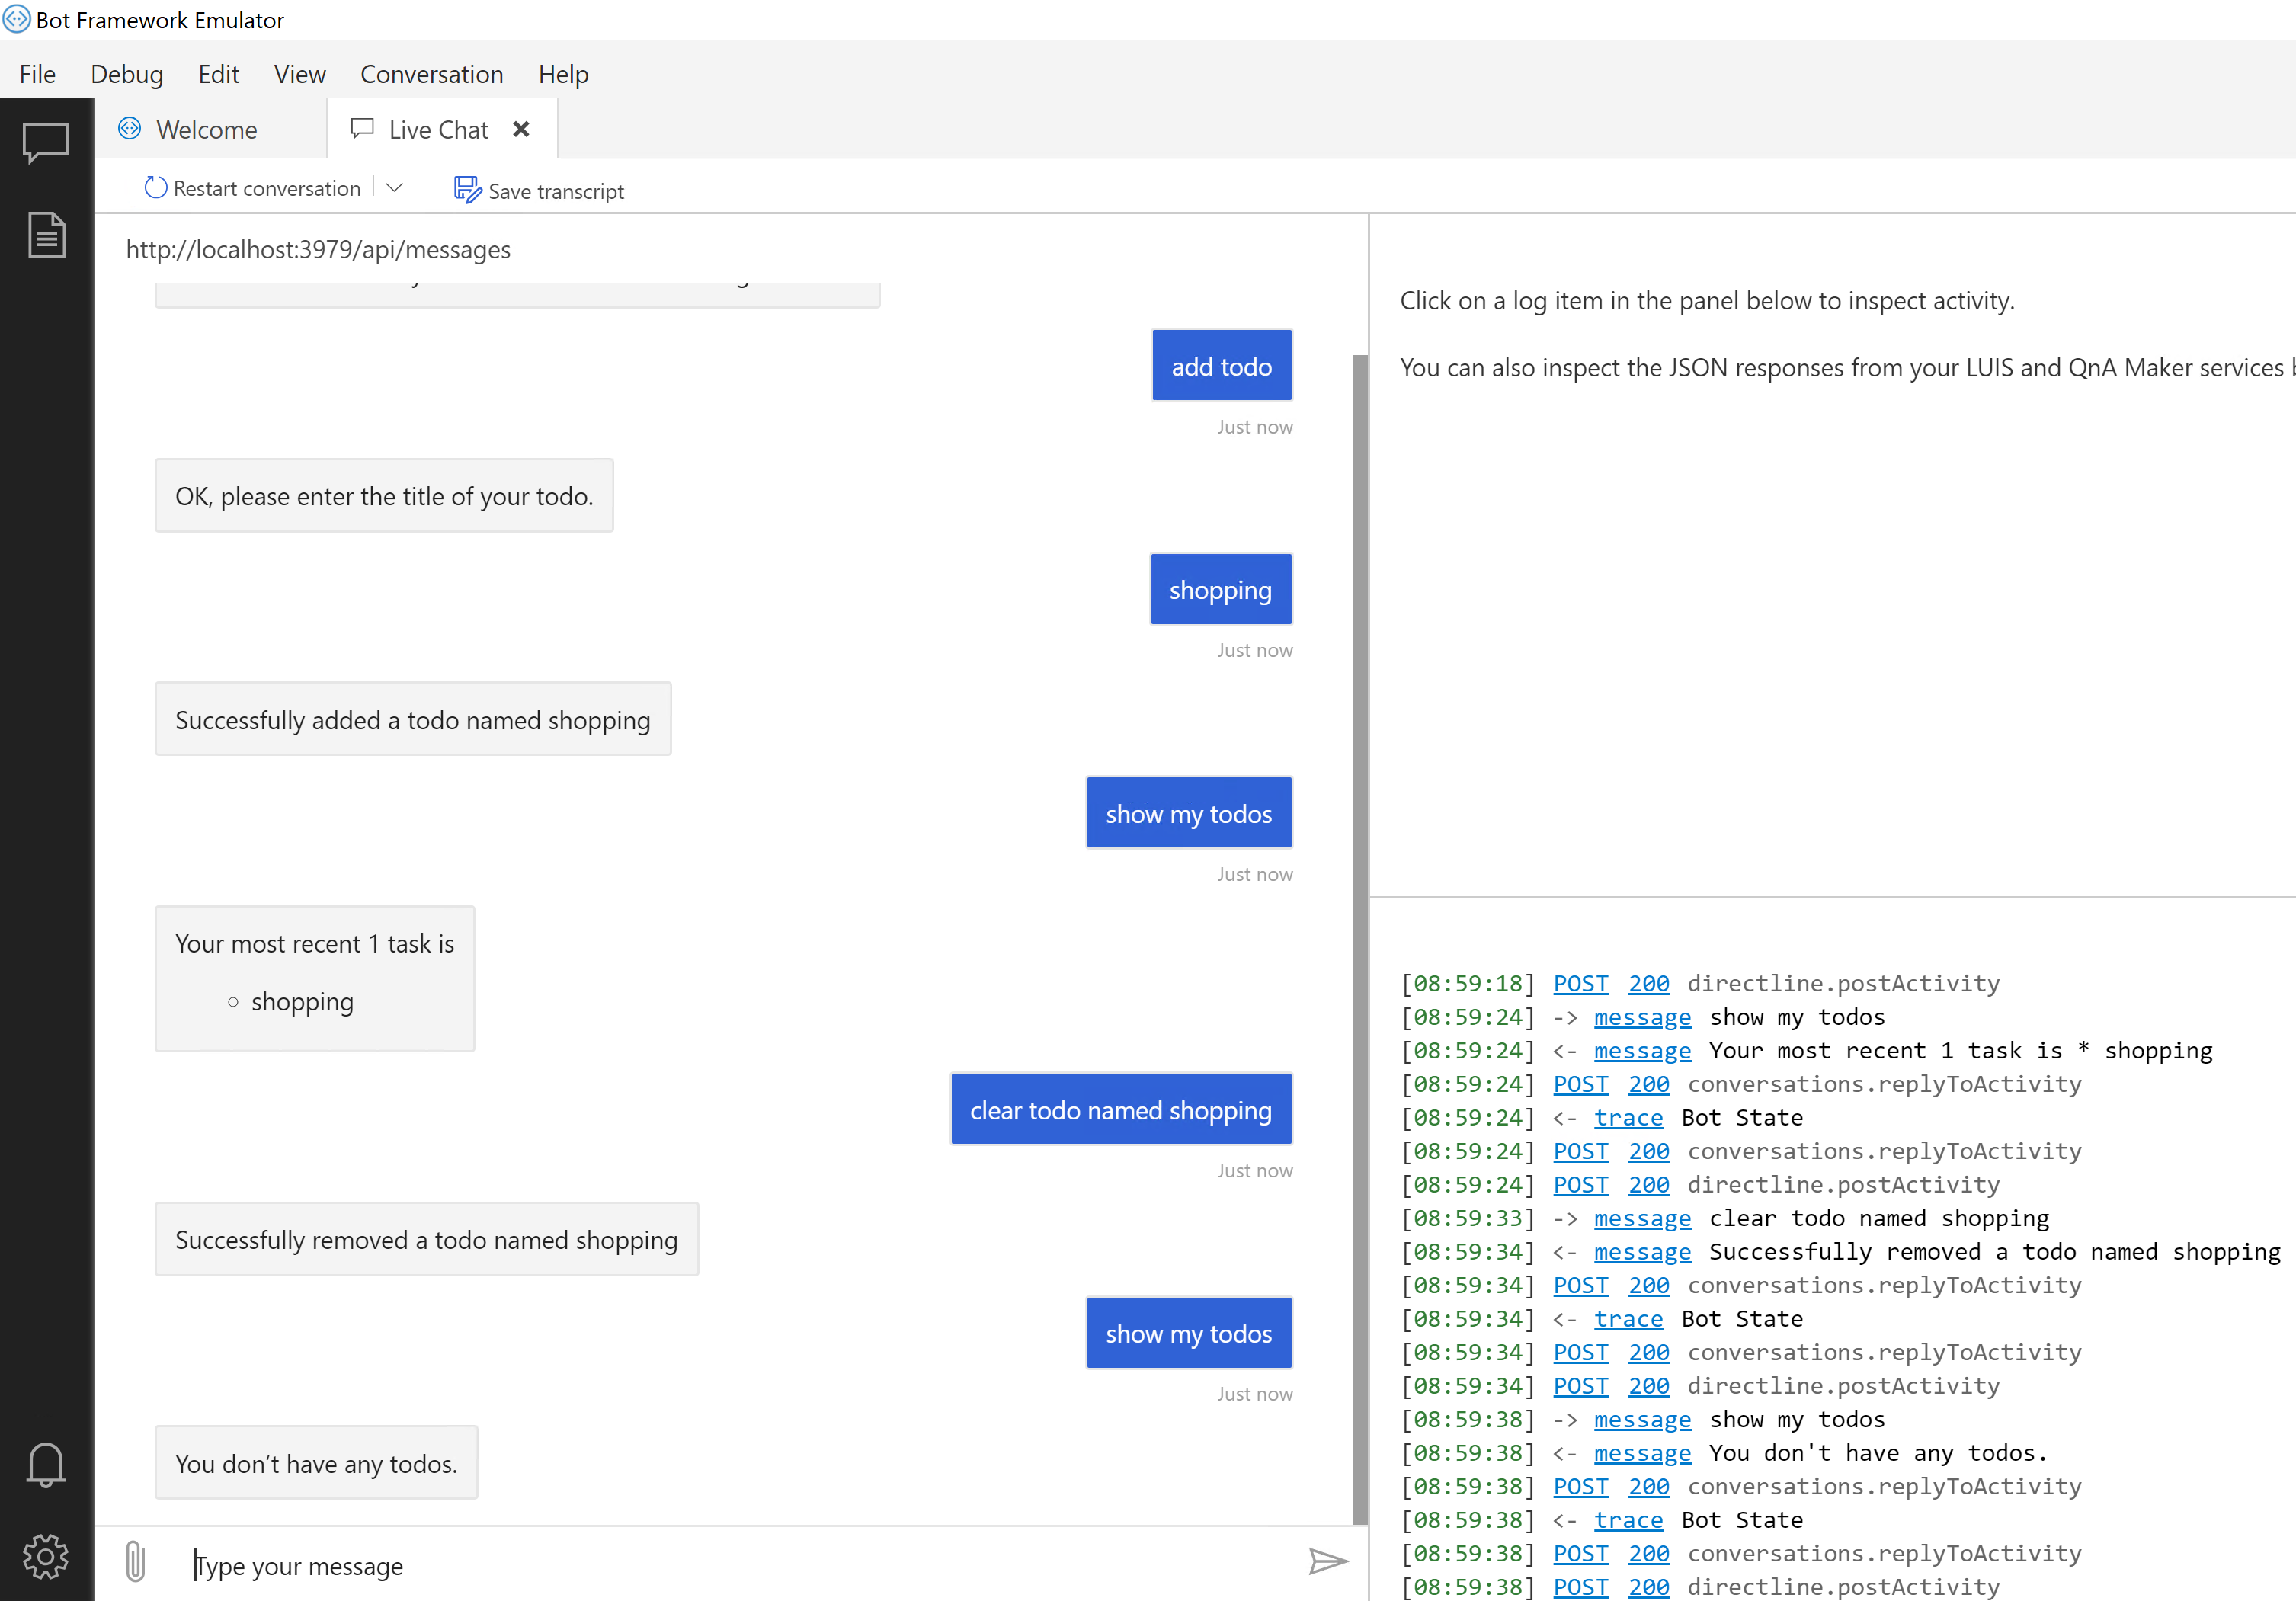 Bot Framework Emulator
File Debug Edit View Conversation Help
Welcome
Live Chat
Restart conversation
Save transcript
http://localhost:3979/api/messages
add todo
Just now
OK, please enter the title of your todo.
shopping
Just now
Successfully added a todo named shopping
show my todos
Just now
Your most recent 1 task is
shopping
clear todo named shopping
Just now
Successfully removed a todo named shopping
show my todos
Just now
You don’t have any todos.
Type your message
Click on a log item in the panel below to inspect activity.
You can also inspect the JSON responses from your LUIS and QnA Maker services
[08:59:18] POST 200 directline.postActivity
[08:59:24] -> message show my todos
[08:59:24] <- message Your most recent 1 task is * shopping
[08:59:24] POST 200 conversations.replyToActivity
[08:59:24] <- trace Bot State
[08:59:24] POST 200 conversations.replyToActivity
[08:59:24] POST 200 directline.postActivity
[08:59:33] -> message clear todo named shopping
[08:59:34] <- message Successfully removed a todo named shopping
[08:59:34] POST 200 conversations.replyToActivity
[08:59:34] <- trace Bot State
[08:59:34] POST 200 conversations.replyToActivity
[08:59:34] POST 200 directline.postActivity
[08:59:38] -> message show my todos
[08:59:38] <- message You don't have any todos.
[08:59:38] POST 200 conversations.replyToActivity
[08:59:38] <- trace Bot State
[08:59:38] POST 200 conversations.replyToActivity
[08:59:38] POST 200 directline.postActivity